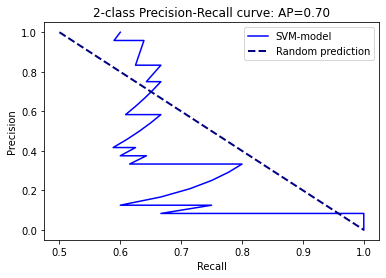 2-class Precision-Recall curve: AP=0.70
SVM-model
Random prediction
Precision
1.0
0.8
0.6
0.4
0.2
0.0
0.5 0.6 0.7 0.8 0.9 1.0
Recall